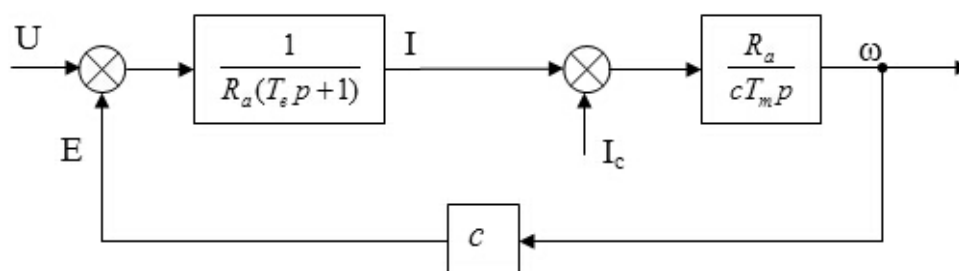 U
1
R_a(T_e p+1)
I
R_a
cT_m p
ω
E
I_c
c